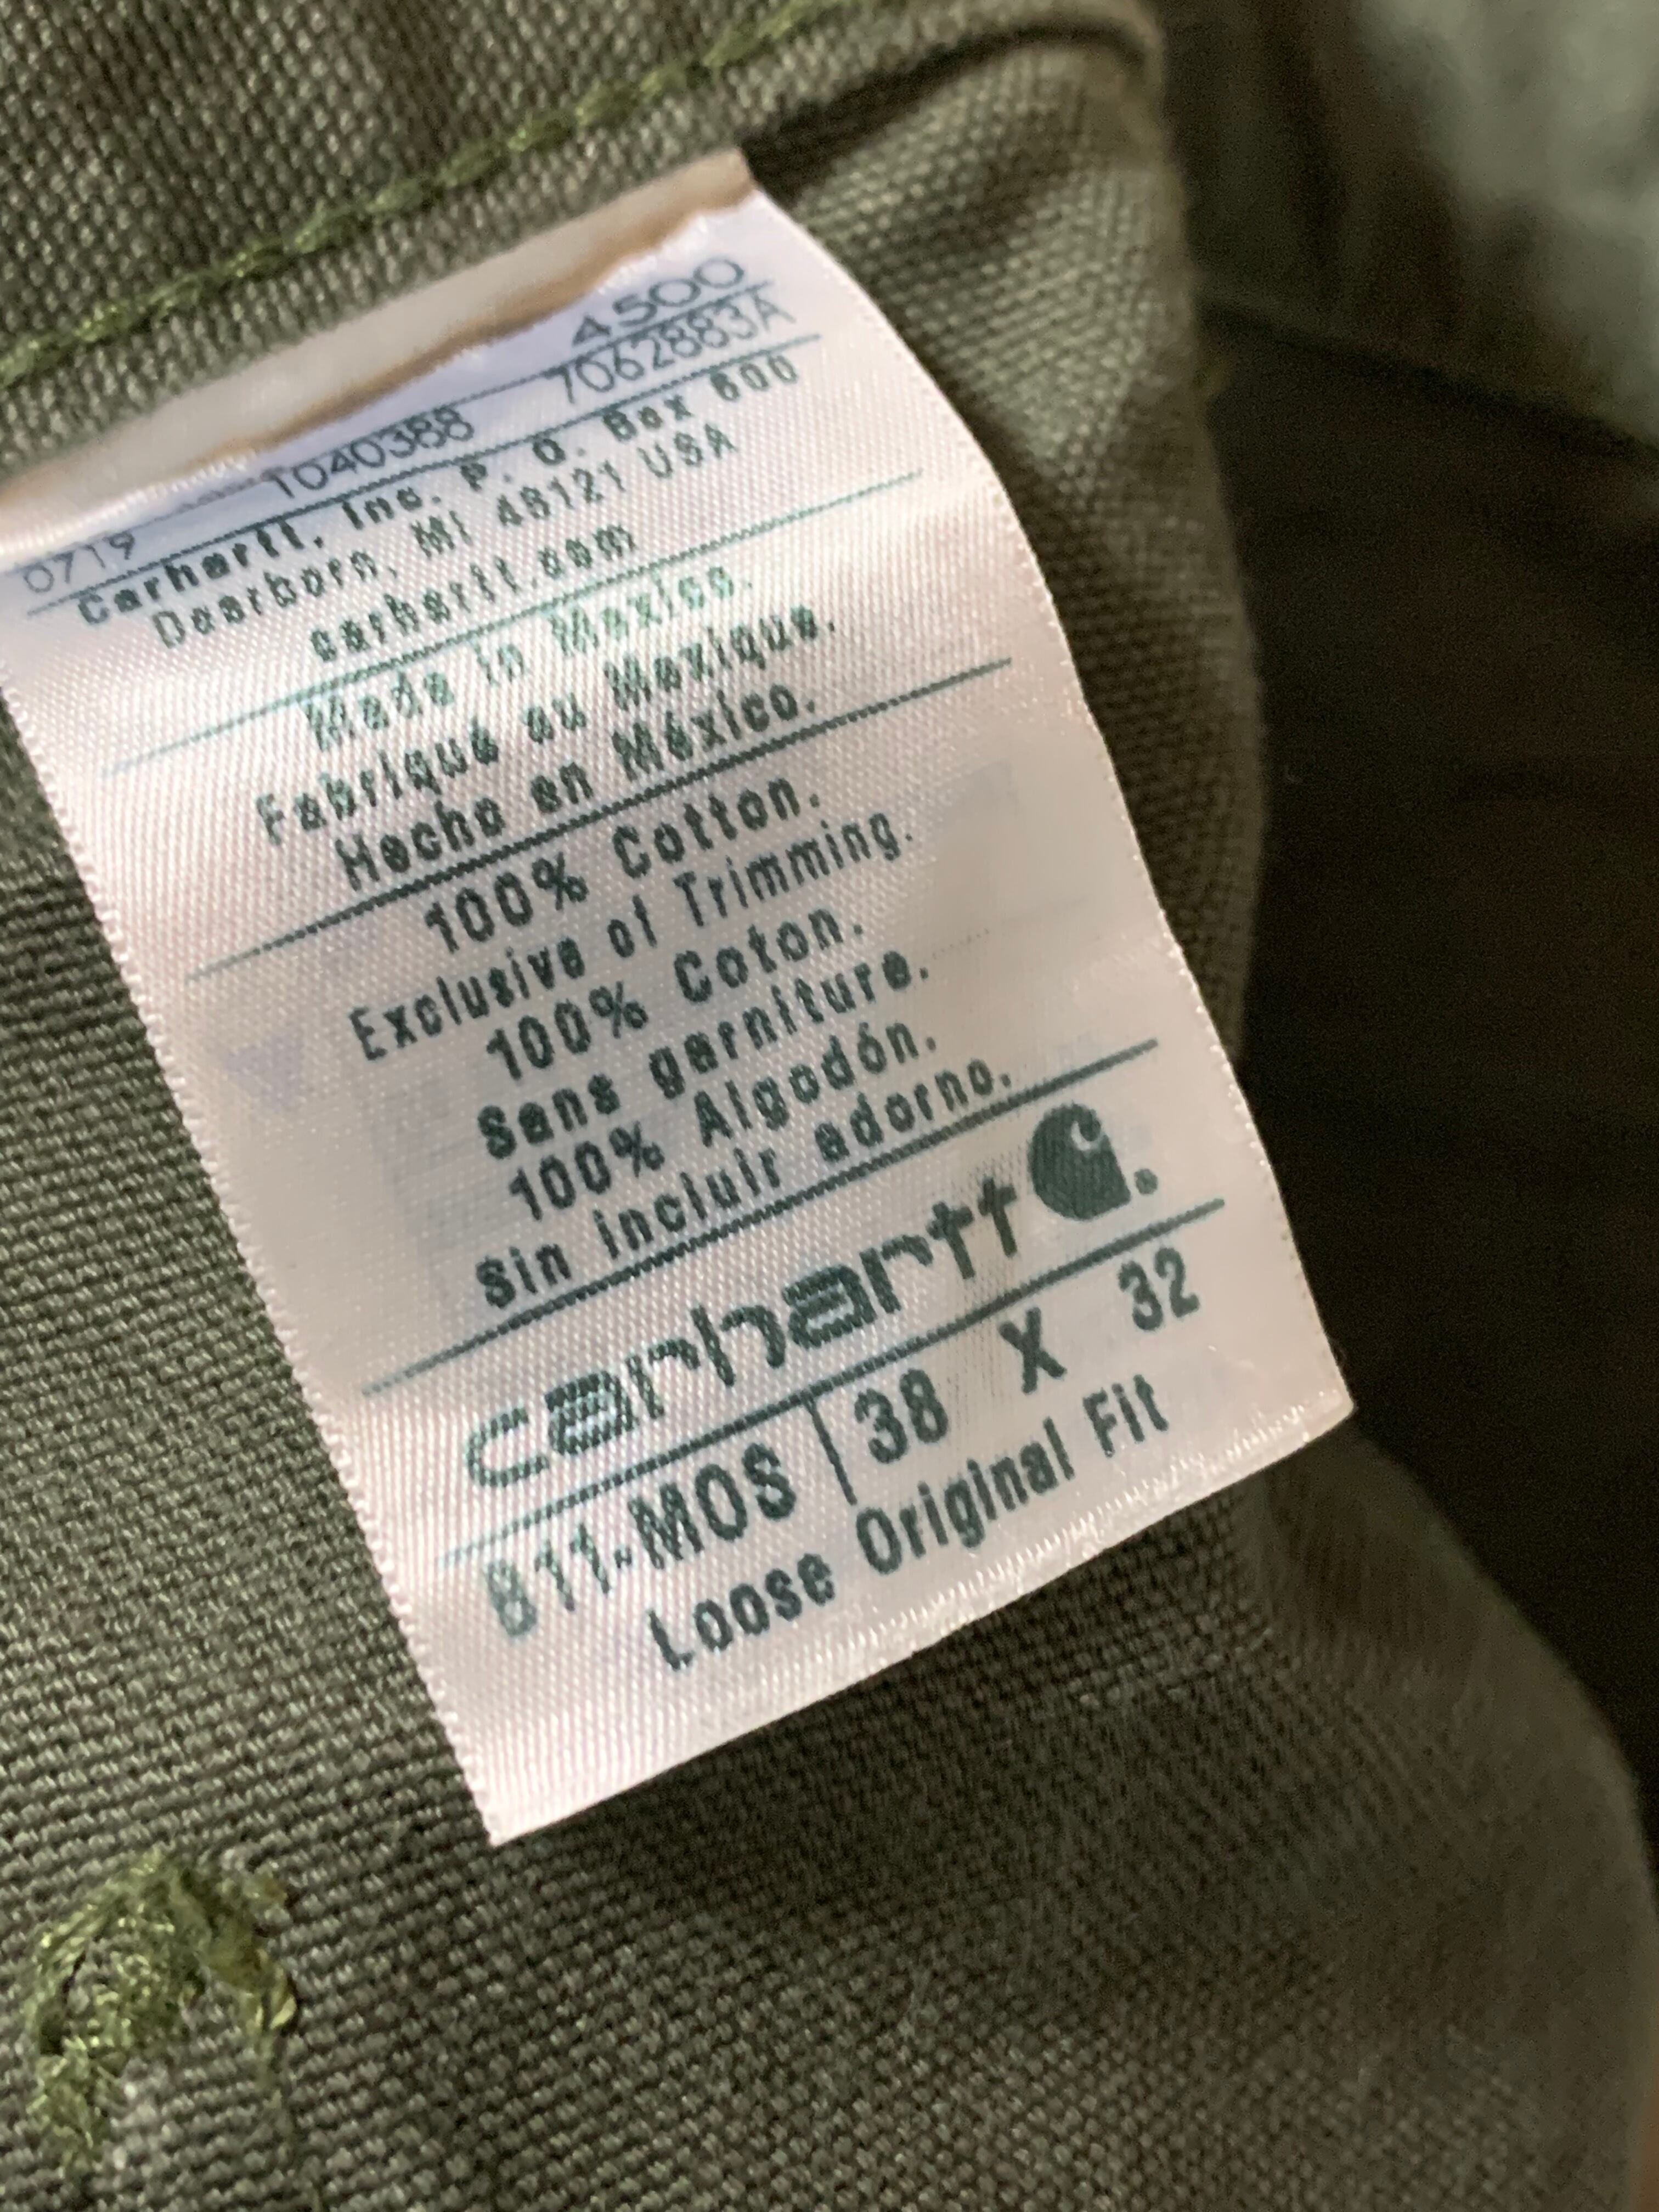 4500
0719 1040388 7062883A
Carhartt, Inc. P. O. Box 600
Dearborn, MI 48121 USA
carhartt.com
Made in Mexico.
Fabriqué au Mexique.
Hecho en México.
100% Cotton.
Exclusive of Trimming.
100% Coton.
Sans garniture.
100% Algodón.
Sin incluir adorno.
carhartt
B11-MOS 38 X 32
Loose Original Fit